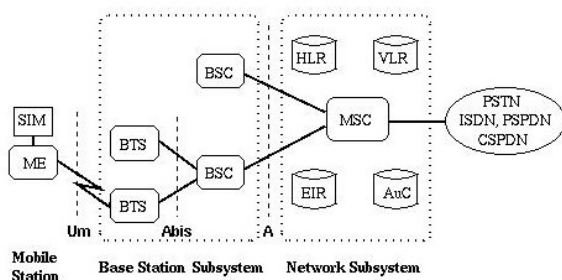 HLR
VLR
BSC
PSTN
ISDN, PSPDN
CSPDN
SIM
MSC
BTS
ME
BSC
BTS
EIR
AuC
Um
Abis
A
Mobile
Station
Base Station Subsystem
Network Subsystem